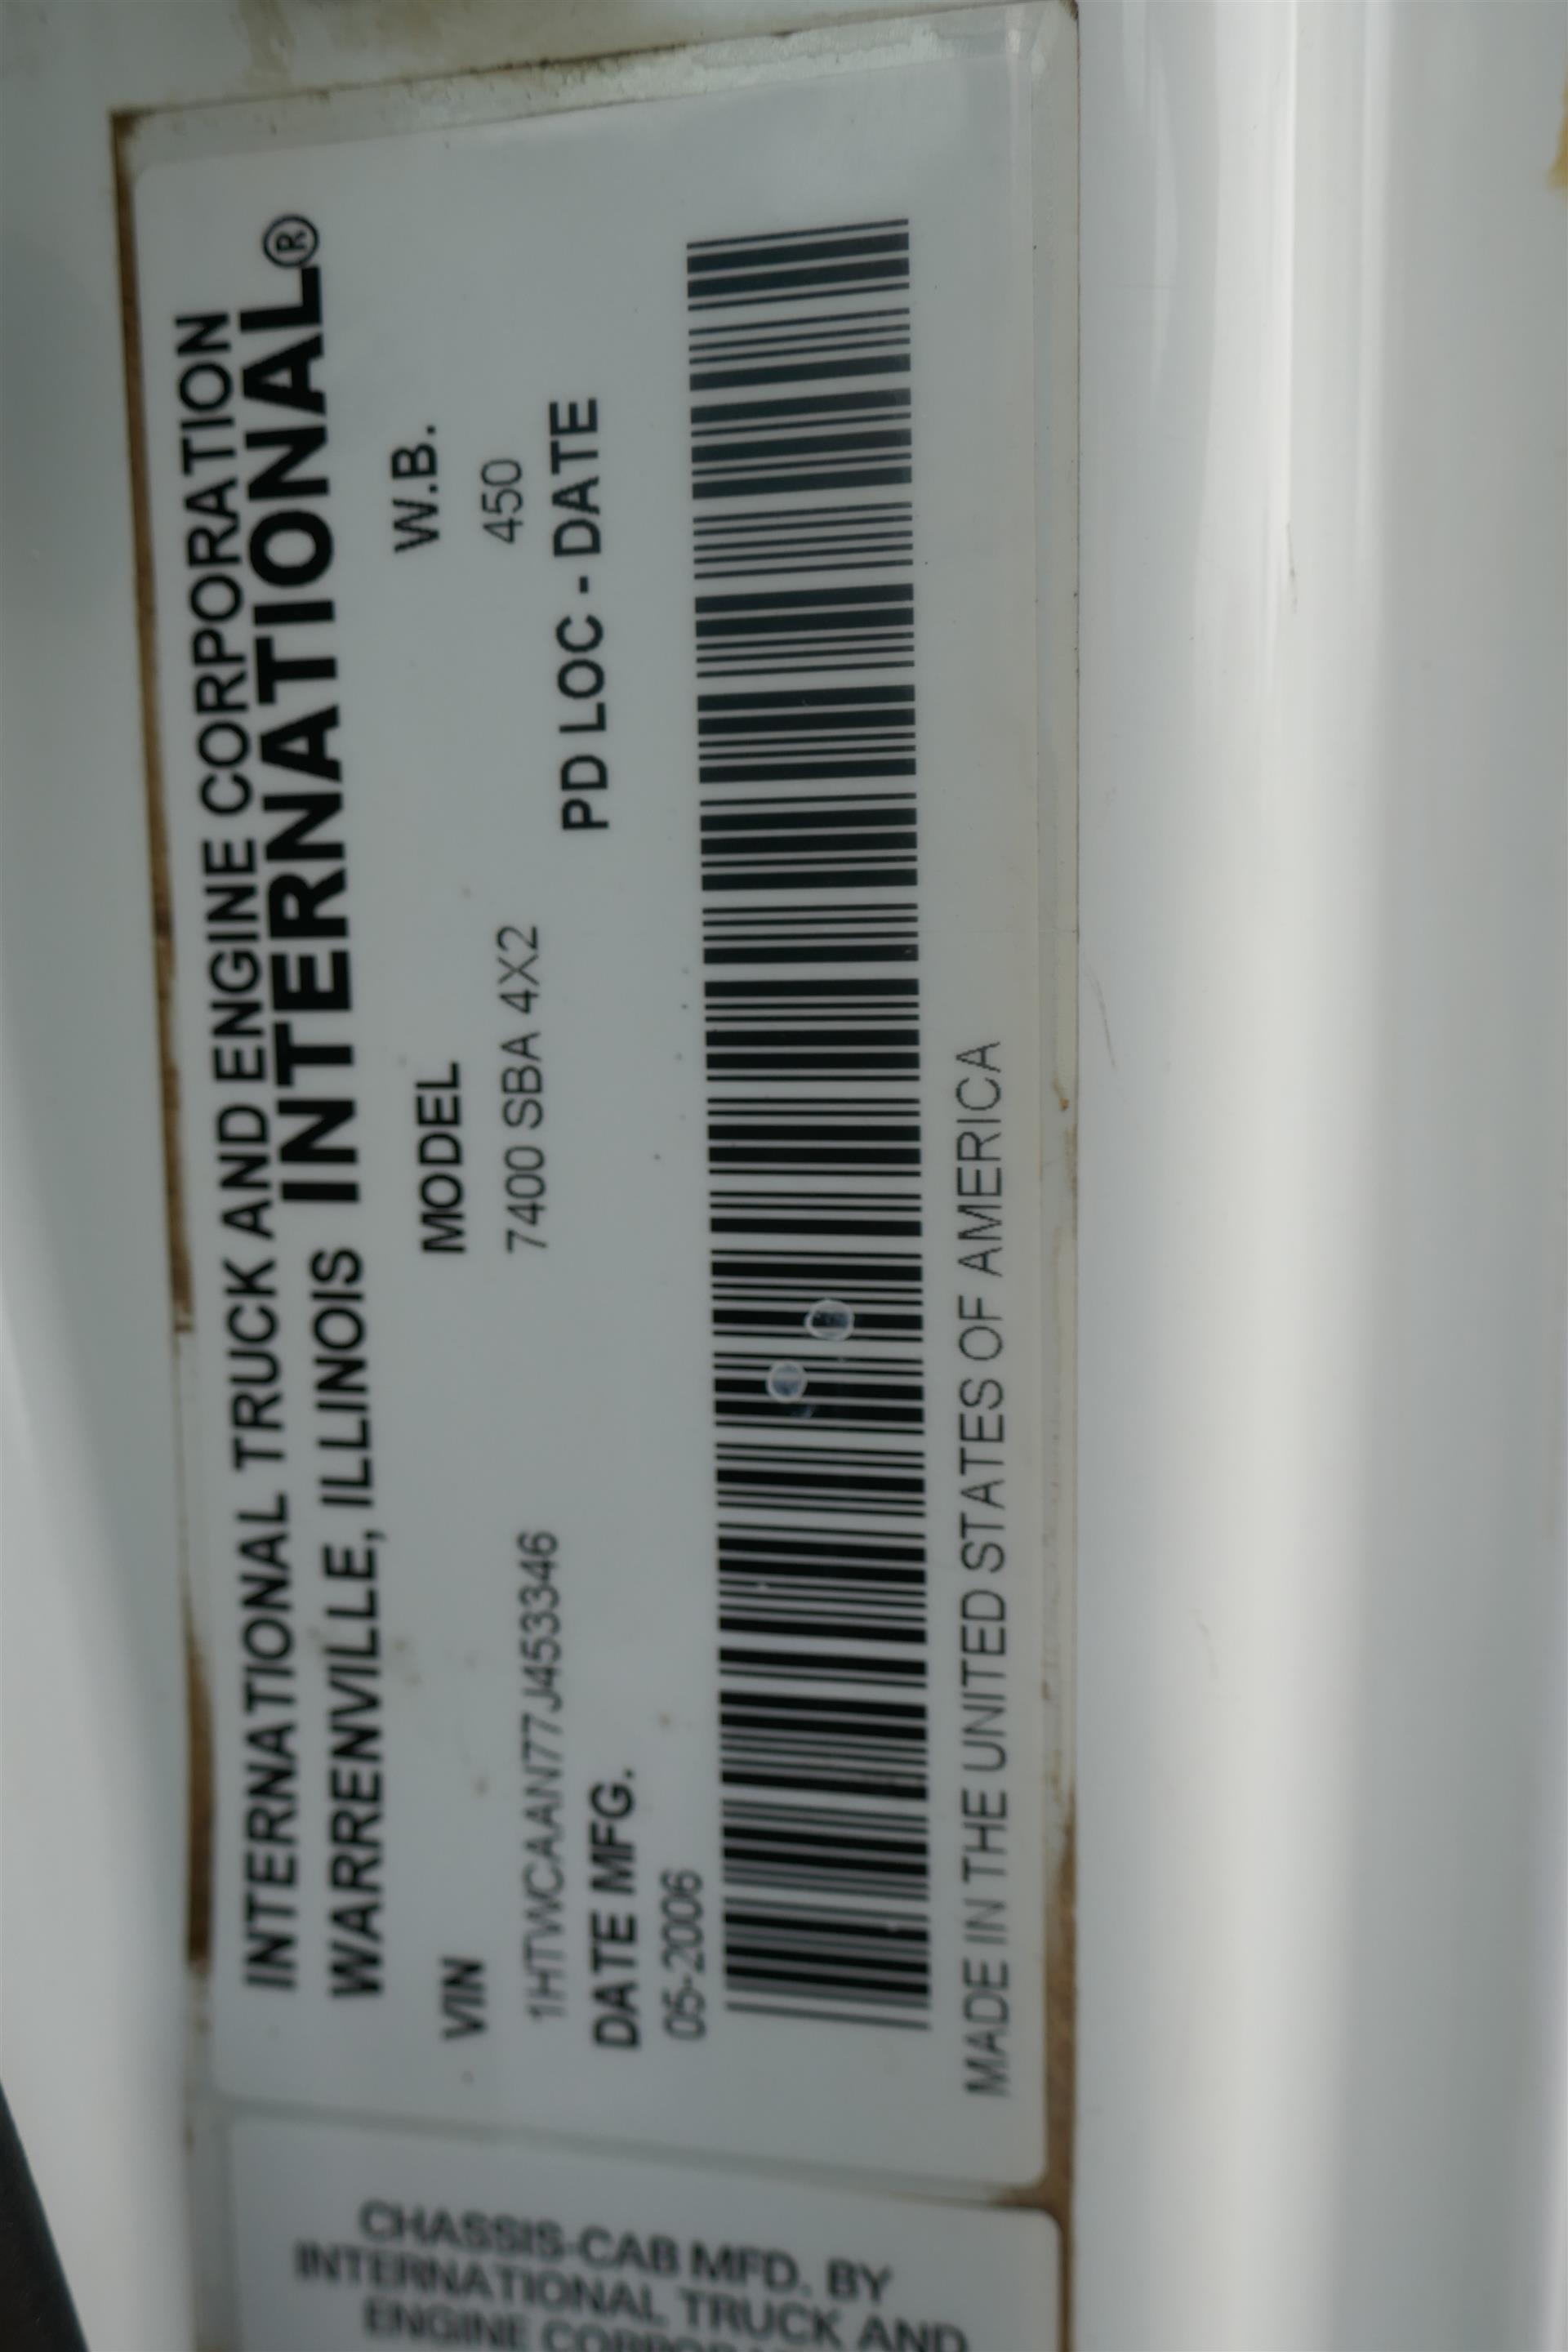 INTERNATIONAL TRUCK AND ENGINE CORPORATION
WARRENVILLE, ILLINOIS INTERNATIONAL®
VIN MODEL W.B.
1HTWCAAN77J453346 7400 SBA 4X2 450
DATE MFG. PD LOC - DATE
05-2006
MADE IN THE UNITED STATES OF AMERICA
CHASSIS-CAB MFD. BY
INTERNATIONAL TRUCK AND
ENGINE